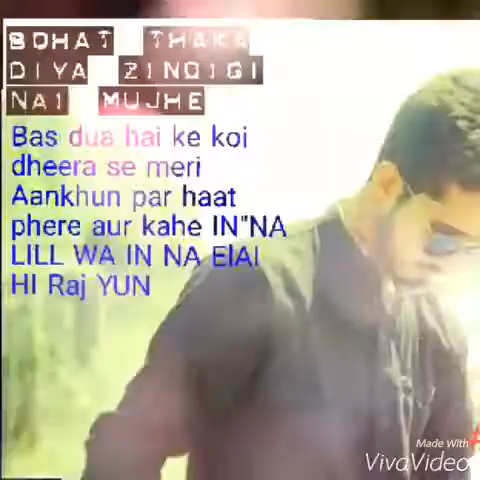 BOHAT THAKA
DIYA ZINDIGI
NAI MUJHE
Bas dua hai ke koi
dheera se meri
Aankhun par haat
phere aur kahe IN"NA
LILL WA IN NA ElAI
HI Raj YUN
Made With
VivaVideo